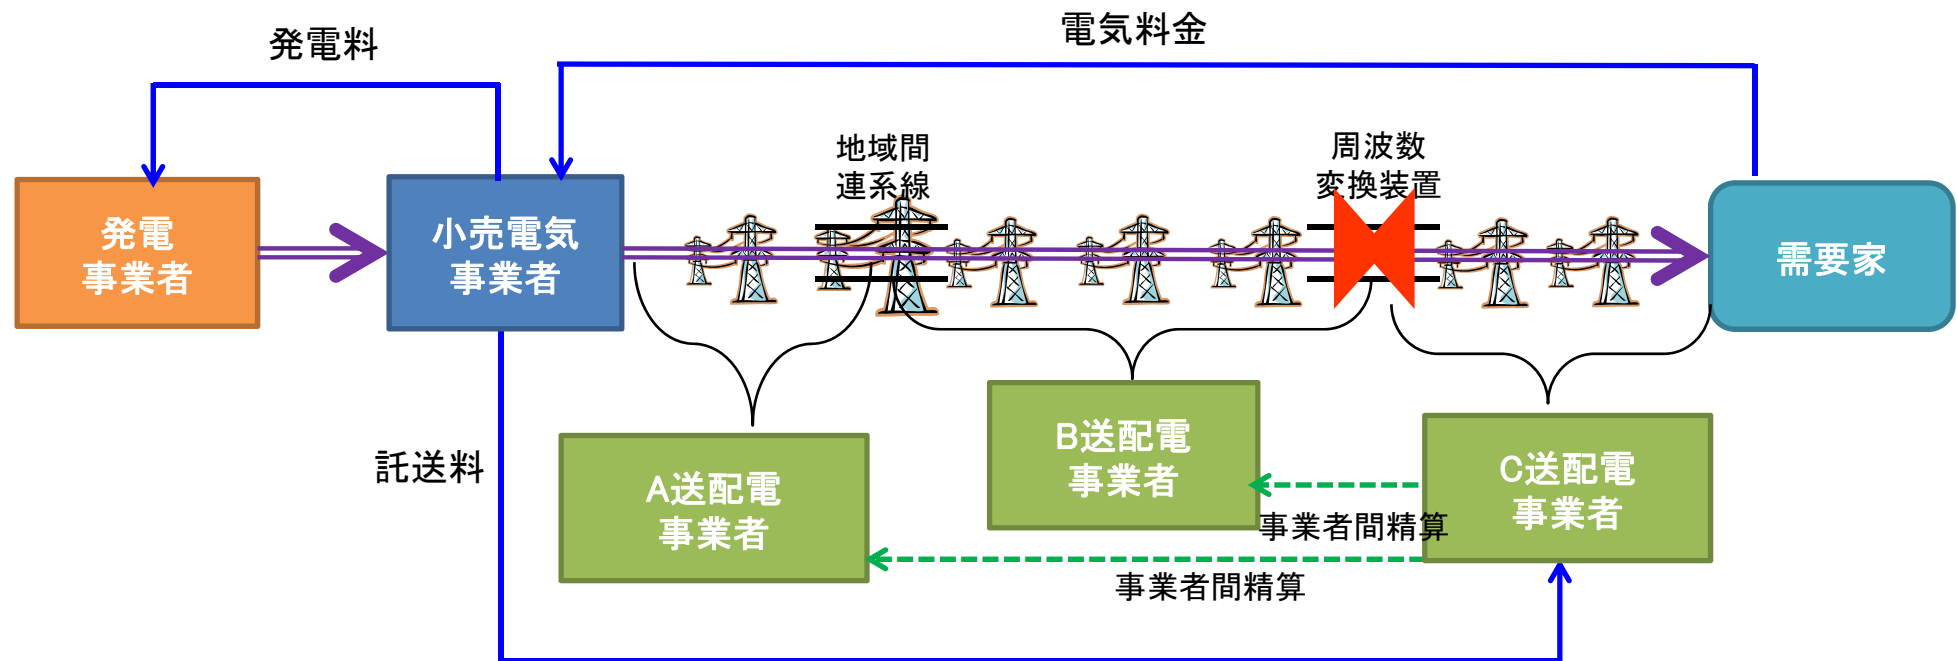 発電料
電気料金
地域間
連系線
周波数
変換装置
発電
事業者
小売電気
事業者
需要家
託送料
A送配電
事業者
B送配電
事業者
C送配電
事業者
事業者間精算
事業者間精算